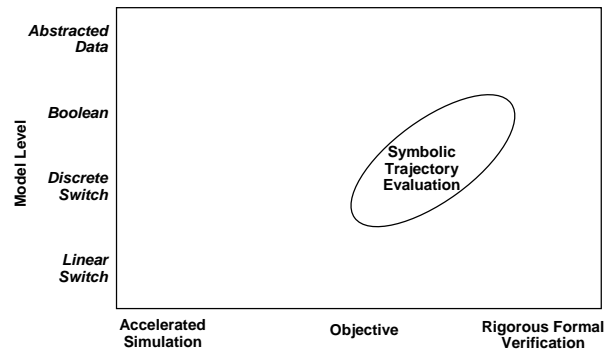 Abstracted
Data
Boolean
Discrete
Switch
Linear
Switch
Model Level
Symbolic
Trajectory
Evaluation
Accelerated
Simulation
Objective
Rigorous Formal
Verification